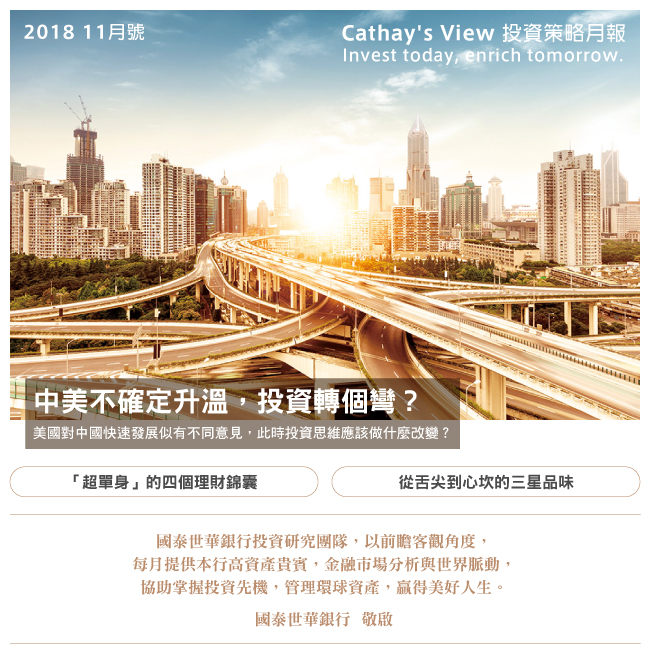 2018 11月號
Cathay's View 投資策略月報
Invest today, enrich tomorrow.
中美不確定升溫，投資轉個彎？
美國對中國快速發展似有不同意見，此時投資思維應該做什麼改變？
「超單身」的四個理財錦囊
從舌尖到心坎的三星品味
國泰世華銀行投資研究團隊，以前瞻客觀角度，
每月提供本行高資產貴賓，金融市場分析與世界脈動，
協助掌握投資先機，管理環球資產，贏得美好人生。
國泰世華銀行 敬啟